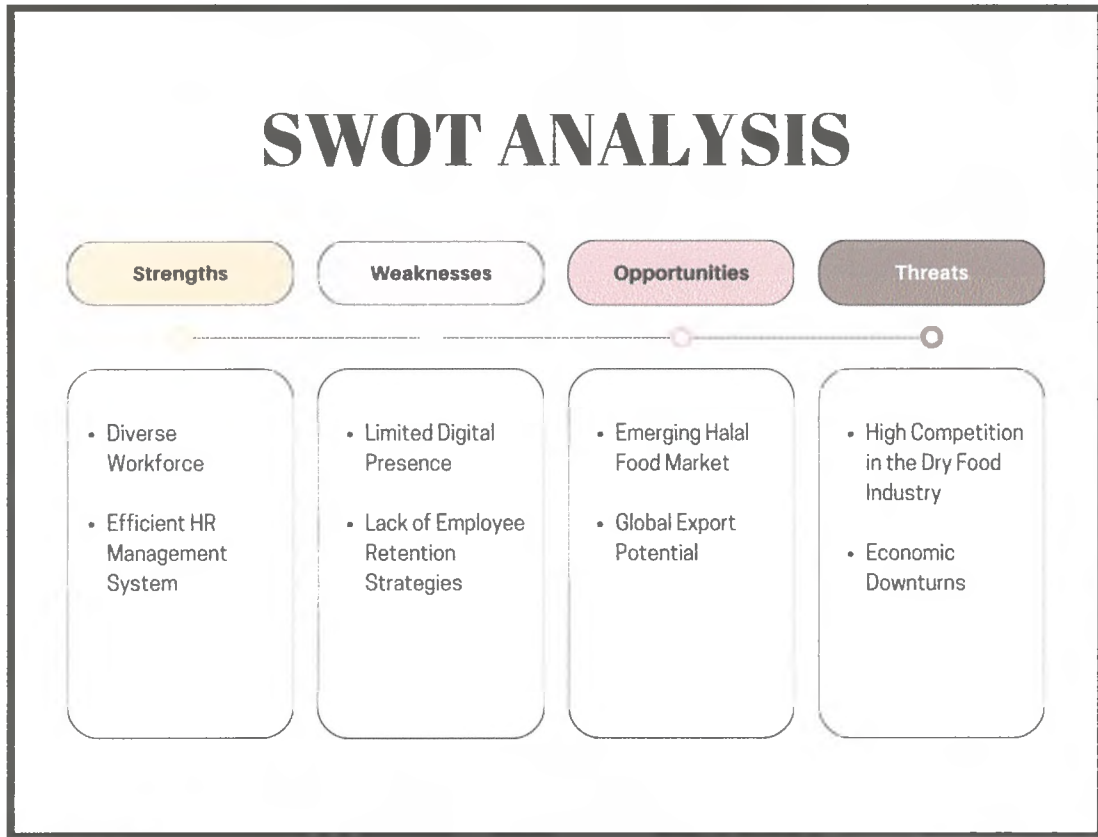 SWOT ANALYSIS
Strengths
• Diverse
Workforce
• Efficient HR
Management
System
Weaknesses
• Limited Digital
Presence
• Lack of Employee
Retention
Strategies
Opportunities
• Emerging Halal
Food Market
• Global Export
Potential
Threats
• High Competition
in the Dry Food
Industry
• Economic
Downturns